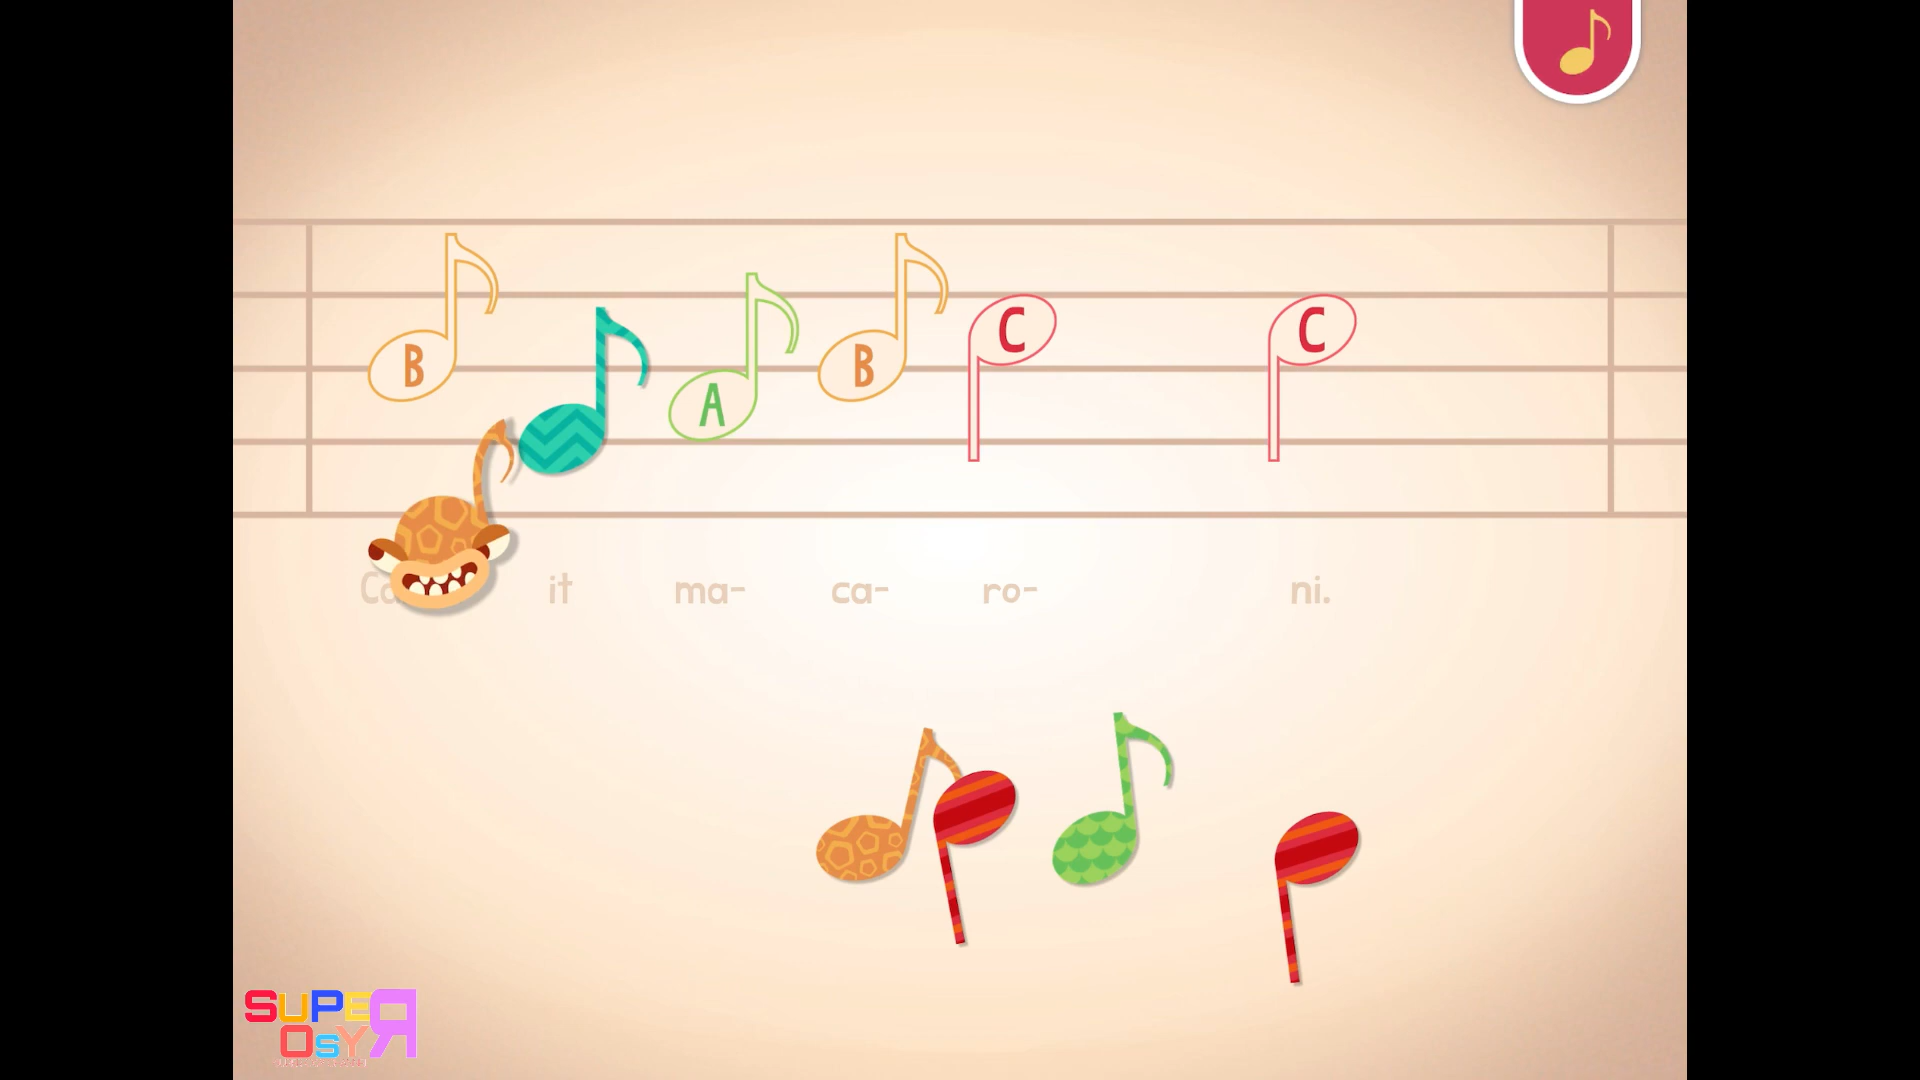 B A B C C
it ma- ca- ro- ni.
SUPER
OsYR